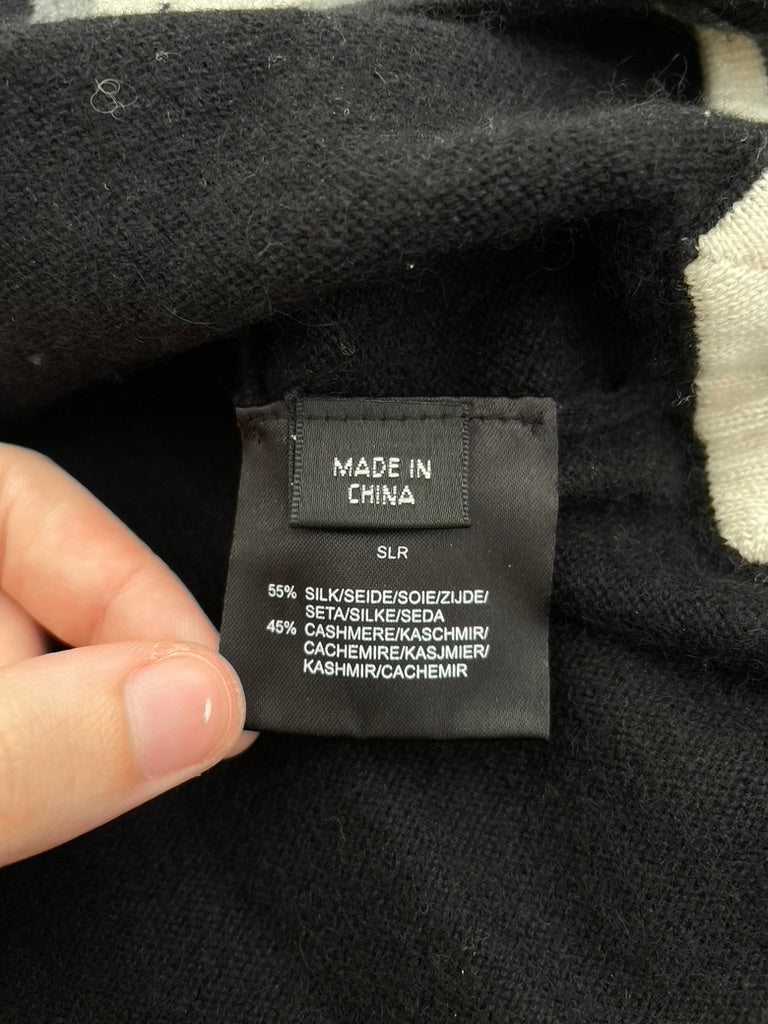 MADE IN
CHINA
SLR
55% SILK/SEIDE/SOIE/ZIJDE/
SETA/SILKE/SEDA
45% CASHMERE/KASCHMIR/
CACHEMIRE/KASJMIER/
KASHMIR/CACHEMIR